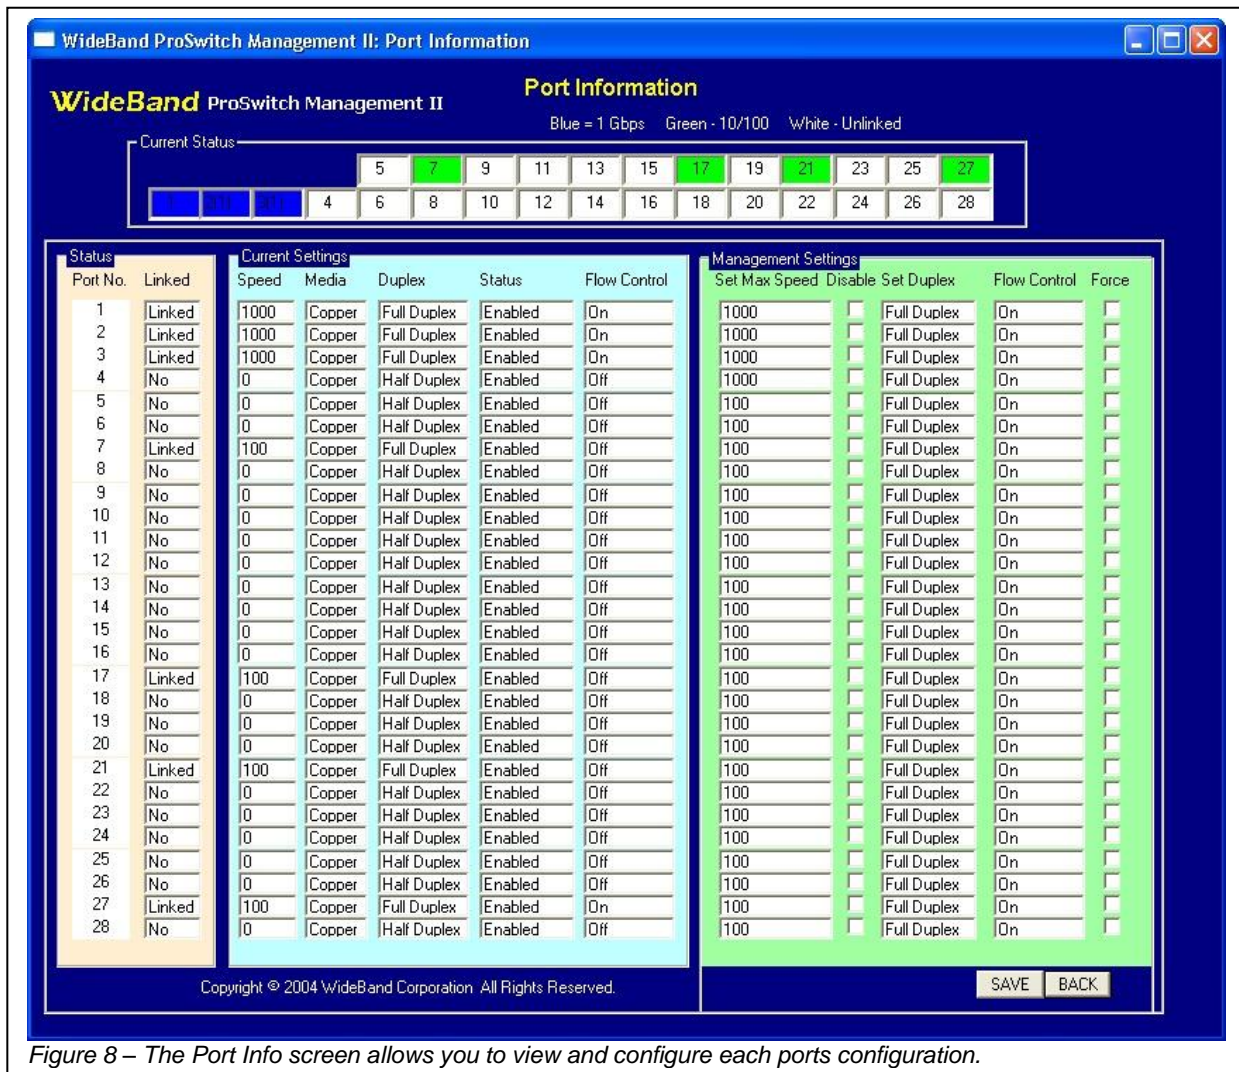 WideBand ProSwitch Management II: Port Information
WideBand ProSwitch Management II
Port Information
Blue = 1 Gbps Green - 10/100 White - Unlinked
Current Status
5 7 9 11 13 15 17 19 21 23 25 27
1 4 6 8 10 12 14 16 18 20 22 24 26 28
Status Current Settings Management Settings
Port No. Linked Speed Media Duplex Status Flow Control Set Max Speed Disable Set Duplex Flow Control Force
1 Linked 1000 Copper Full Duplex Enabled On 1000 Full Duplex On
2 Linked 1000 Copper Full Duplex Enabled On 1000 Full Duplex On
3 Linked 1000 Copper Full Duplex Enabled On 1000 Full Duplex On
4 No 0 Copper Half Duplex Enabled Off 1000 Full Duplex On
5 No 0 Copper Half Duplex Enabled Off 100 Full Duplex On
6 No 0 Copper Half Duplex Enabled Off 100 Full Duplex On
7 Linked 100 Copper Full Duplex Enabled Off 100 Full Duplex On
8 No 0 Copper Half Duplex Enabled Off 100 Full Duplex On
9 No 0 Copper Half Duplex Enabled Off 100 Full Duplex On
10 No 0 Copper Half Duplex Enabled Off 100 Full Duplex On
11 No 0 Copper Half Duplex Enabled Off 100 Full Duplex On
12 No 0 Copper Half Duplex Enabled Off 100 Full Duplex On
13 No 0 Copper Half Duplex Enabled Off 100 Full Duplex On
14 No 0 Copper Half Duplex Enabled Off 100 Full Duplex On
15 No 0 Copper Half Duplex Enabled Off 100 Full Duplex On
16 No 0 Copper Half Duplex Enabled Off 100 Full Duplex On
17 Linked 100 Copper Full Duplex Enabled Off 100 Full Duplex On
18 No 0 Copper Half Duplex Enabled Off 100 Full Duplex On
19 No 0 Copper Half Duplex Enabled Off 100 Full Duplex On
20 No 0 Copper Half Duplex Enabled Off 100 Full Duplex On
21 Linked 100 Copper Full Duplex Enabled Off 100 Full Duplex On
22 No 0 Copper Half Duplex Enabled Off 100 Full Duplex On
23 No 0 Copper Half Duplex Enabled Off 100 Full Duplex On
24 No 0 Copper Half Duplex Enabled Off 100 Full Duplex On
25 No 0 Copper Half Duplex Enabled Off 100 Full Duplex On
26 No 0 Copper Half Duplex Enabled Off 100 Full Duplex On
27 Linked 100 Copper Full Duplex Enabled On 100 Full Duplex On
28 No 0 Copper Half Duplex Enabled Off 100 Full Duplex On
Copyright © 2004 WideBand Corporation All Rights Reserved.
SAVE BACK
Figure 8 – The Port Info screen allows you to view and configure each ports configuration.